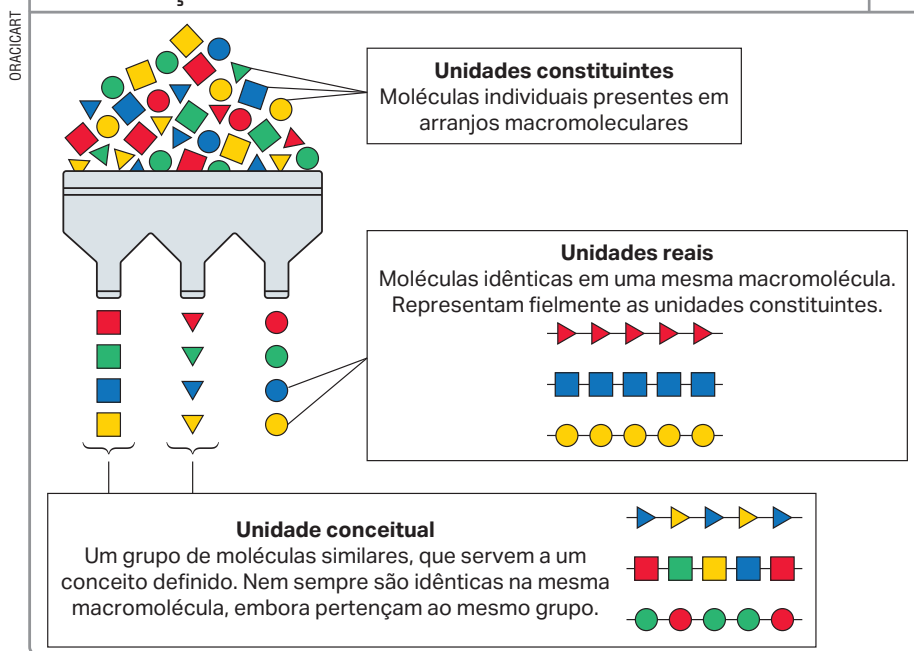 ORACICART
Unidades constituintes
Moléculas individuais presentes em
arranjos macromoleculares
Unidades reais
Moléculas idênticas em uma mesma macromolécula.
Representam fielmente as unidades constituintes.
Unidade conceitual
Um grupo de moléculas similares, que servem a um
conceito definido. Nem sempre são idênticas na mesma
macromolécula, embora pertençam ao mesmo grupo.